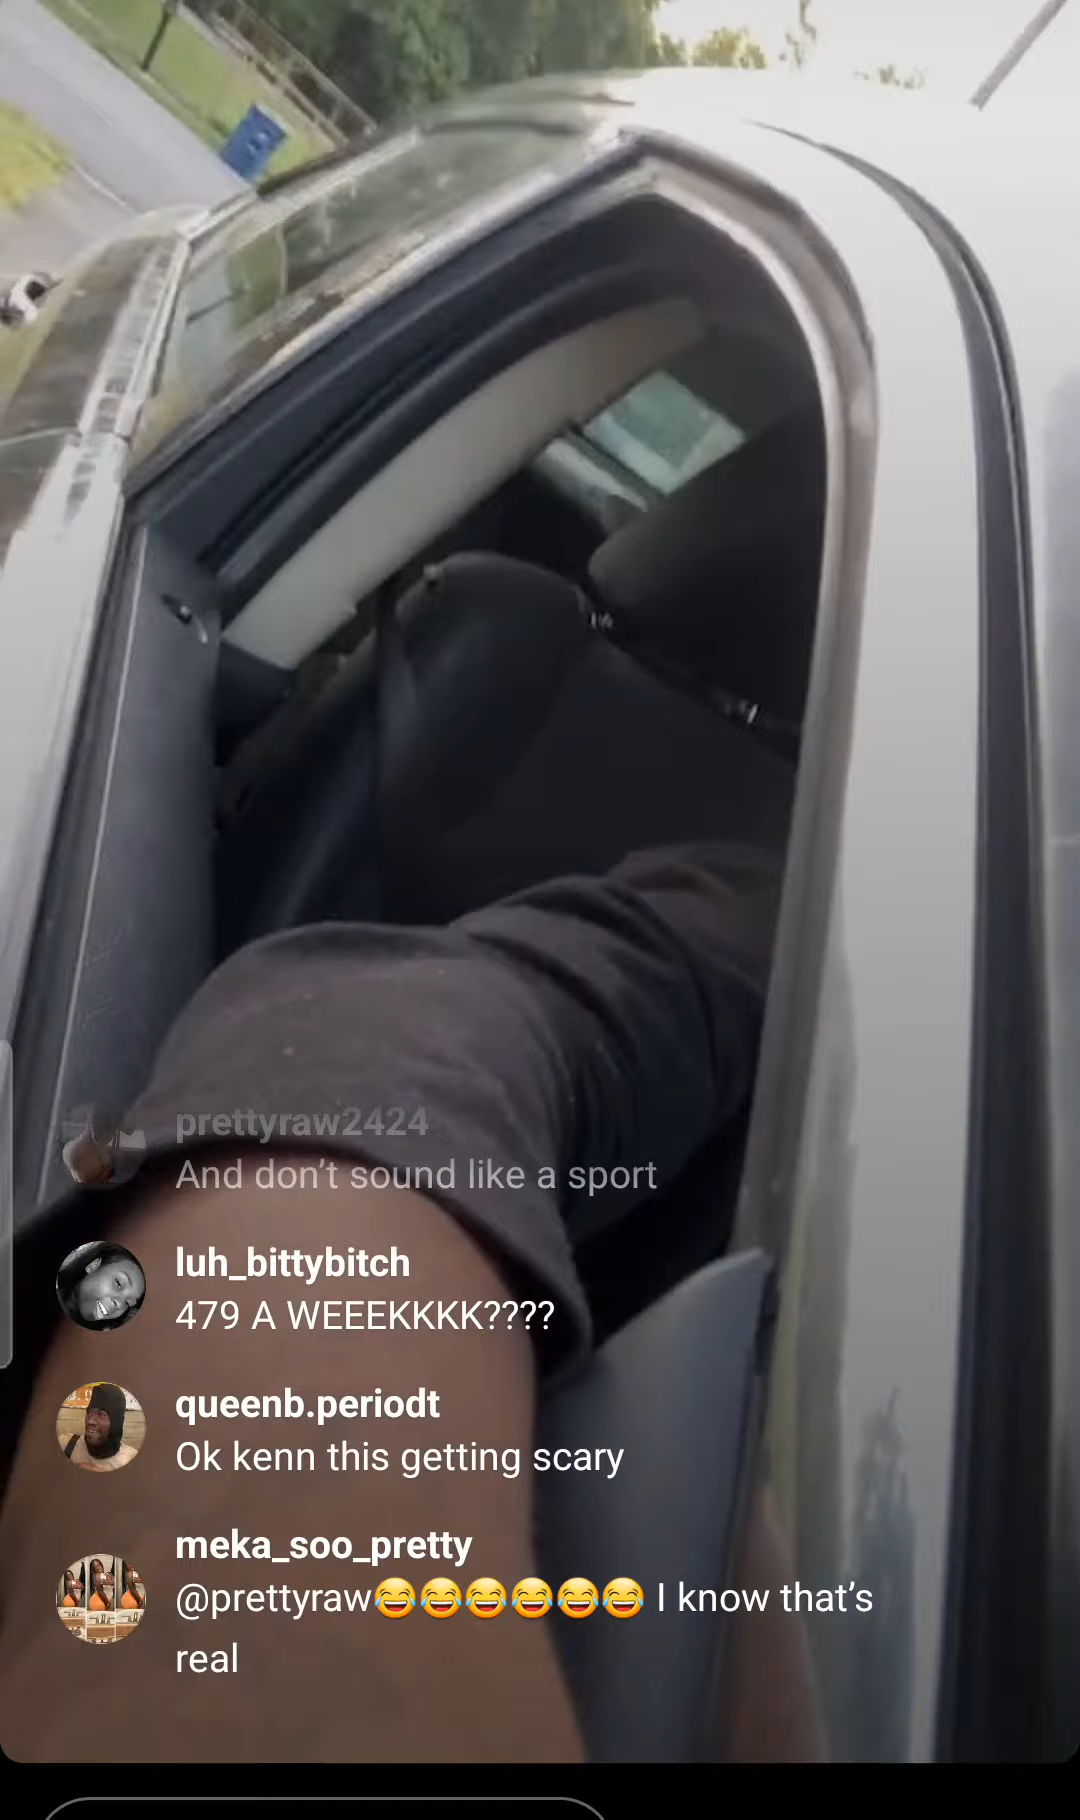 prettyraw2424
And don’t sound like a sport
luh_bittybitch
479 A WEEEKKKK????
queenb.periodt
Ok kenn this getting scary
meka_soo_pretty
@prettyraw😂😂😂😂😂😂 I know that’s
real